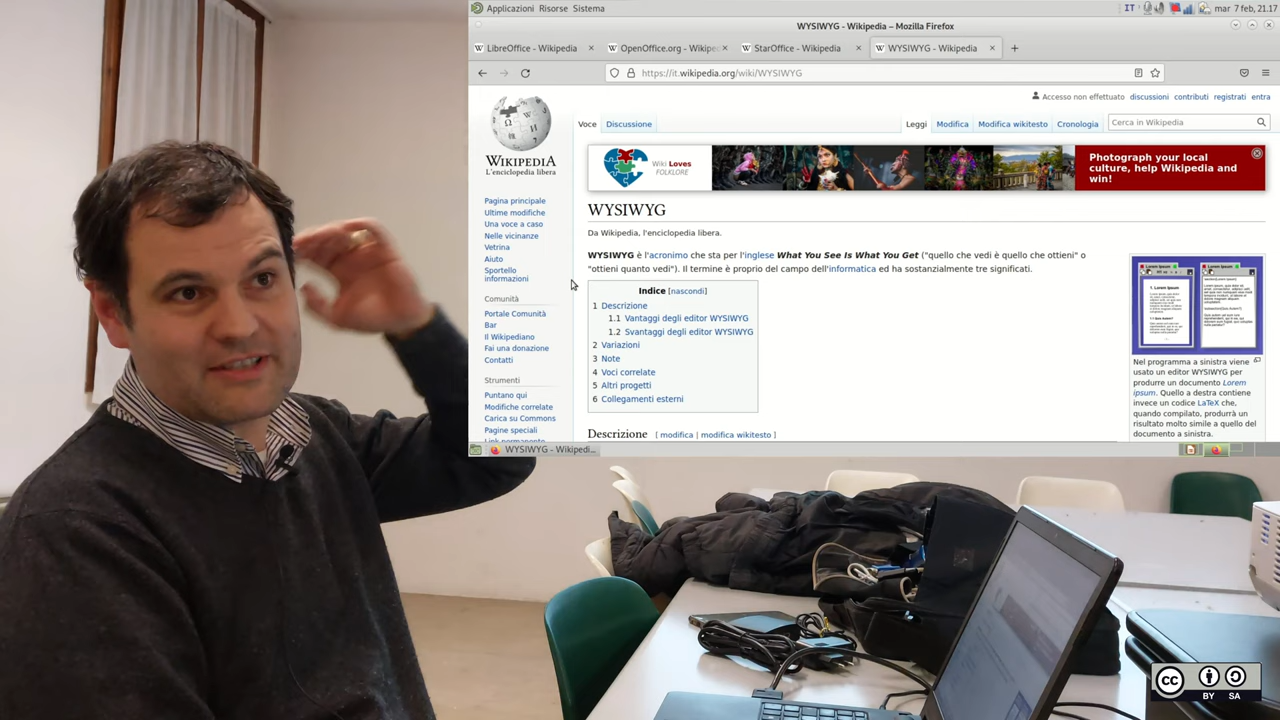 Applicazioni Risorse Sistema
IT
mar 7 feb, 21.17
WYSIWYG – Wikipedia – Mozilla Firefox
LibreOffice - Wikipedia
OpenOffice.org - Wikipe
StarOffice - Wikipedia
WYSIWYG - Wikipedia
https://it.wikipedia.org/wiki/WYSIWYG
Accesso non effettuato discussioni contributi registrati entra
Voce Discussione
Leggi Modifica Modifica wikitesto Cronologia
Cerca in Wikipedia
WIKIPEDIA
L'enciclopedia libera
Wiki Loves
FOLKLORE
Photograph your local
culture, help Wikipedia and
win!
Pagina principale
Ultime modifiche
Una voce a caso
Nelle vicinanze
Vetrina
Aiuto
Sportello
informazioni
Comunità
Portale Comunità
Bar
Il Wikipediano
Fai una donazione
Contatti
Strumenti
Puntano qui
Modifiche correlate
Carica su Commons
Pagine speciali
Link permanente
WYSIWYG
Da Wikipedia, l'enciclopedia libera.
WYSIWYG è l'acronimo che sta per l'inglese What You See Is What You Get ("quello che vedi è quello che ottieni" o
"ottieni quanto vedi"). Il termine è proprio del campo dell'informatica ed ha sostanzialmente tre significati.
Indice [nascondi]
1 Descrizione
1.1 Vantaggi degli editor WYSIWYG
1.2 Svantaggi degli editor WYSIWYG
2 Variazioni
3 Note
4 Voci correlate
5 Altri progetti
6 Collegamenti esterni
Descrizione [ modifica | modifica wikitesto ]
Nel programma a sinistra viene
usato un editor WYSIWYG per
produrre un documento Lorem
ipsum. Quello a destra contiene
invece un codice LaTeX che,
quando compilato, produrrà un
risultato molto simile a quello del
documento a sinistra.
WYSIWYG - Wikipedi...
cc
BY SA